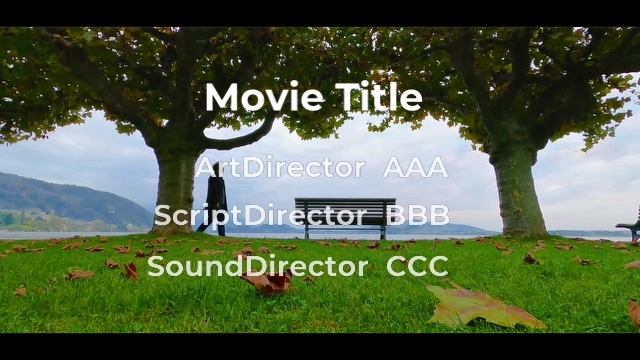 Movie Title
ArtDirector AAA
ScriptDirector BBB
SoundDirector CCC